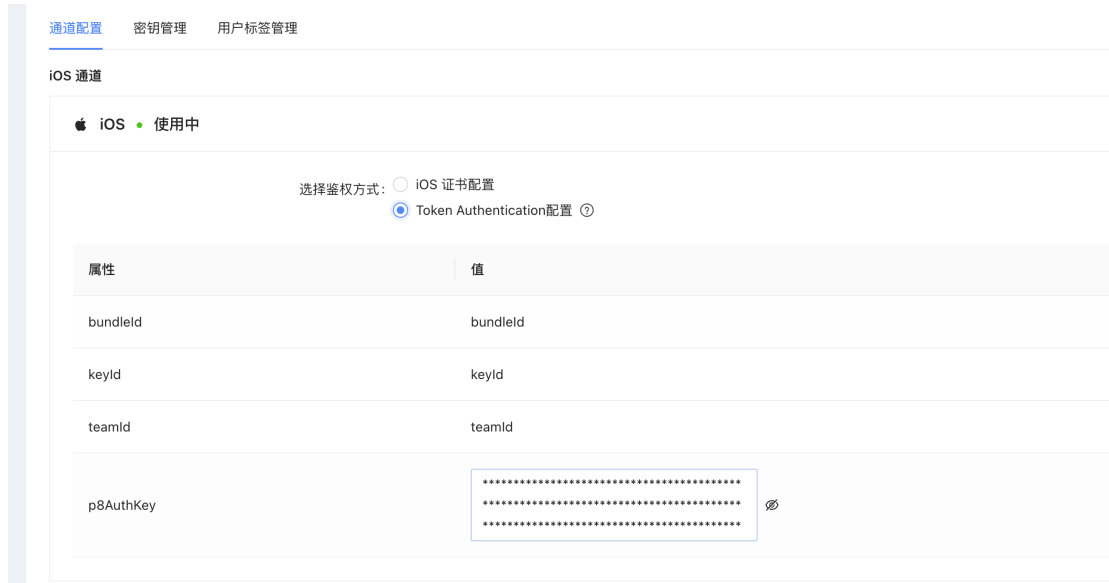 通道配置 密钥管理 用户标签管理
iOS 通道
iOS • 使用中
选择鉴权方式: iOS 证书配置
Token Authentication配置 ?
属性 值
bundleId bundleId
keyId keyId
teamId teamId
******************************************
p8AuthKey ******************************************
******************************************